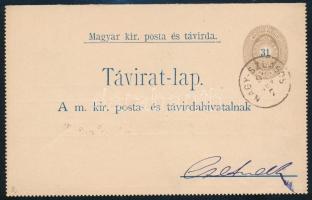 Magyar kir. posta és távirda.
31
Távirat-lap.
A m. kir. posta- és távirdahivatalnak